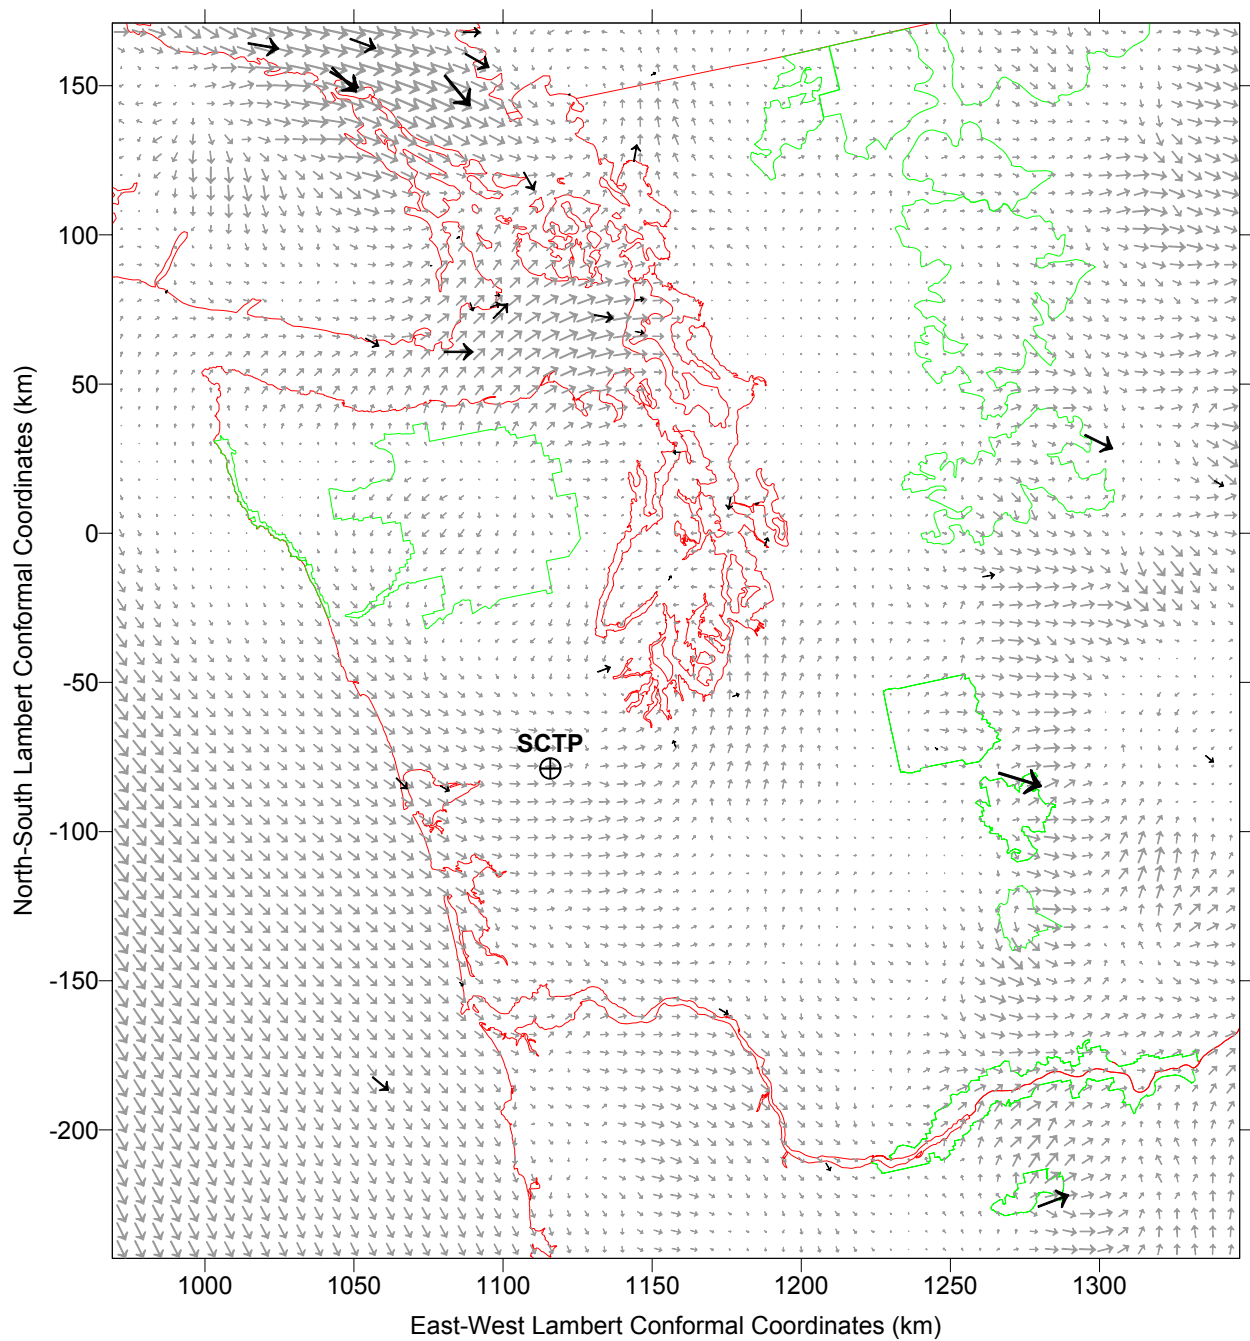 150
100
50
0
-50
-100
-150
-200
North-South Lambert Conformal Coordinates (km)
SCTP
1000 1050 1100 1150 1200 1250 1300
East-West Lambert Conformal Coordinates (km)